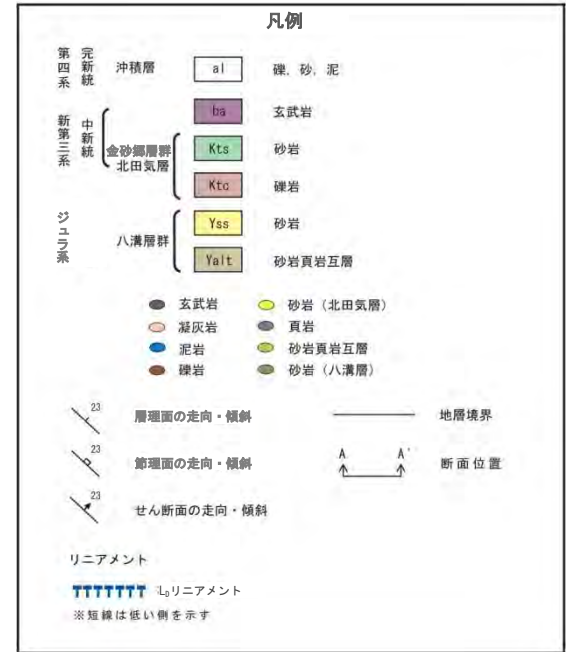 凡例
第四系 完新統 沖積層 al 礫，砂，泥
新第三系 中新統 ba 玄武岩
金砂郷層群 北田気層 Kts 砂岩
Ktc 礫岩
ジュラ系 八溝層群 Yss 砂岩
Yalt 砂岩頁岩互層
玄武岩 砂岩（北田気層）
凝灰岩 頁岩
泥岩 砂岩頁岩互層
礫岩 砂岩（八溝層）
23 層理面の走向・傾斜 地層境界
23 節理面の走向・傾斜 A A' 断面位置
23 せん断面の走向・傾斜
リニアメント
LDリニアメント
※短線は低い側を示す